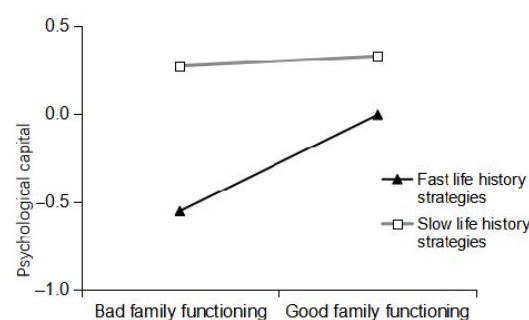 0.5
0.0
–0.5
–1.0
Psychological capital
Fast life history
strategies
Slow life history
strategies
Bad family functioning
Good family functioning